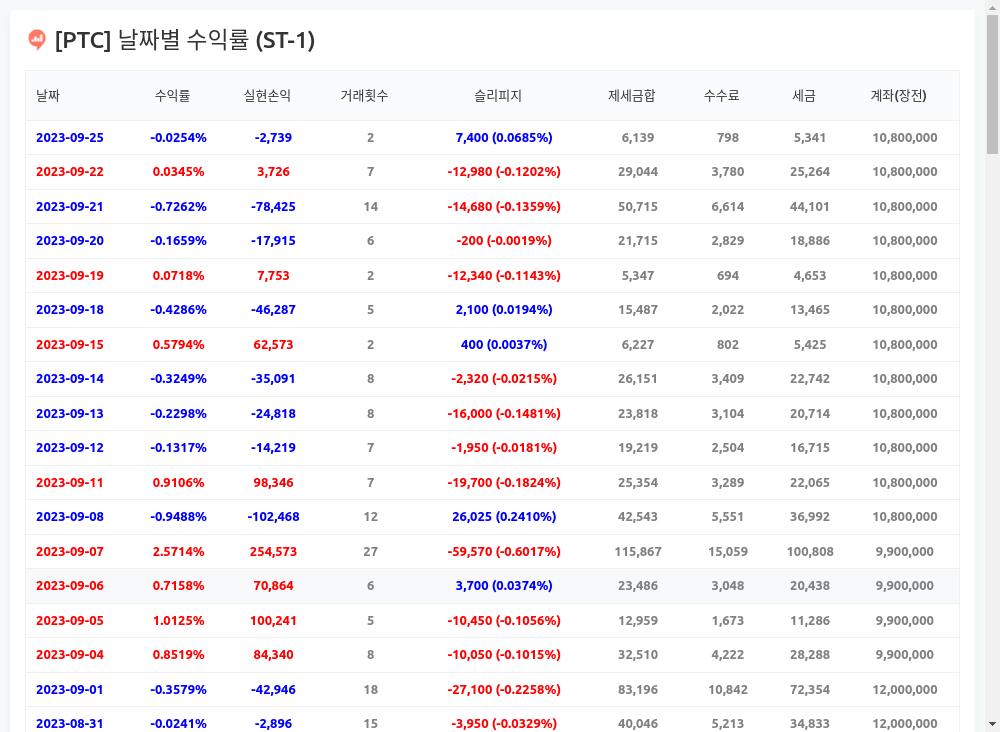 [PTC] 날짜별 수익률 (ST-1)
날짜 수익률 실현손익 거래횟수 슬리피지 제세금합 수수료 세금 계좌(장전)
2023-09-25 -0.0254% -2,739 2 7,400 (0.0685%) 6,139 798 5,341 10,800,000
2023-09-22 0.0345% 3,726 7 -12,980 (-0.1202%) 29,044 3,780 25,264 10,800,000
2023-09-21 -0.7262% -78,425 14 -14,680 (-0.1359%) 50,715 6,614 44,101 10,800,000
2023-09-20 -0.1659% -17,915 6 -200 (-0.0019%) 21,715 2,829 18,886 10,800,000
2023-09-19 0.0718% 7,753 2 -12,340 (-0.1143%) 5,347 694 4,653 10,800,000
2023-09-18 -0.4286% -46,287 5 2,100 (0.0194%) 15,487 2,022 13,465 10,800,000
2023-09-15 0.5794% 62,573 2 400 (0.0037%) 6,227 802 5,425 10,800,000
2023-09-14 -0.3249% -35,091 8 -2,320 (-0.0215%) 26,151 3,409 22,742 10,800,000
2023-09-13 -0.2298% -24,818 8 -16,000 (-0.1481%) 23,818 3,104 20,714 10,800,000
2023-09-12 -0.1317% -14,219 7 -1,950 (-0.0181%) 19,219 2,504 16,715 10,800,000
2023-09-11 0.9106% 98,346 7 -19,700 (-0.1824%) 25,354 3,289 22,065 10,800,000
2023-09-08 -0.9488% -102,468 12 26,025 (0.2410%) 42,543 5,551 36,992 10,800,000
2023-09-07 2.5714% 254,573 27 -59,570 (-0.6017%) 115,867 15,059 100,808 9,900,000
2023-09-06 0.7158% 70,864 6 3,700 (0.0374%) 23,486 3,048 20,438 9,900,000
2023-09-05 1.0125% 100,241 5 -10,450 (-0.1056%) 12,959 1,673 11,286 9,900,000
2023-09-04 0.8519% 84,340 8 -10,050 (-0.1015%) 32,510 4,222 28,288 9,900,000
2023-09-01 -0.3579% -42,946 18 -27,100 (-0.2258%) 83,196 10,842 72,354 12,000,000
2023-08-31 -0.0241% -2,896 15 -3,950 (-0.0329%) 40,046 5,213 34,833 12,000,000